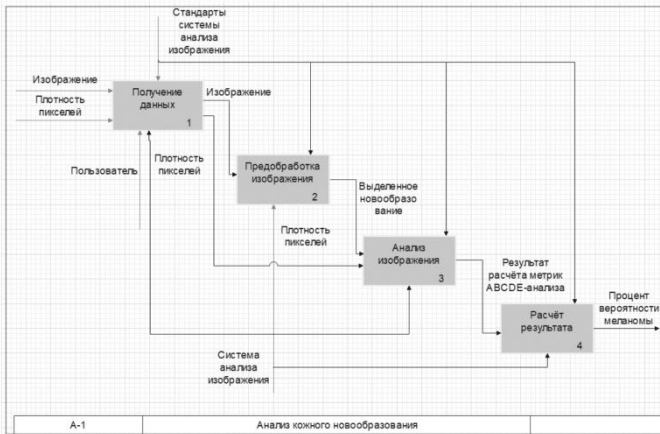 Стандарты
системы
анализа
изображения
Изображение
Плотность
пикселей
Получение
данных
1
Изображение
Пользователь
Плотность
пикселей
Предобработка
изображения
2
Выделенное
новообразо
вание
Плотность
пикселей
Анализ
изображения
3
Результат
расчёта метрик
ABCDE-анализа
Расчёт
результата
4
Процент
вероятности
меланомы
Система
анализа
изображения
А-1
Анализ кожного новообразования